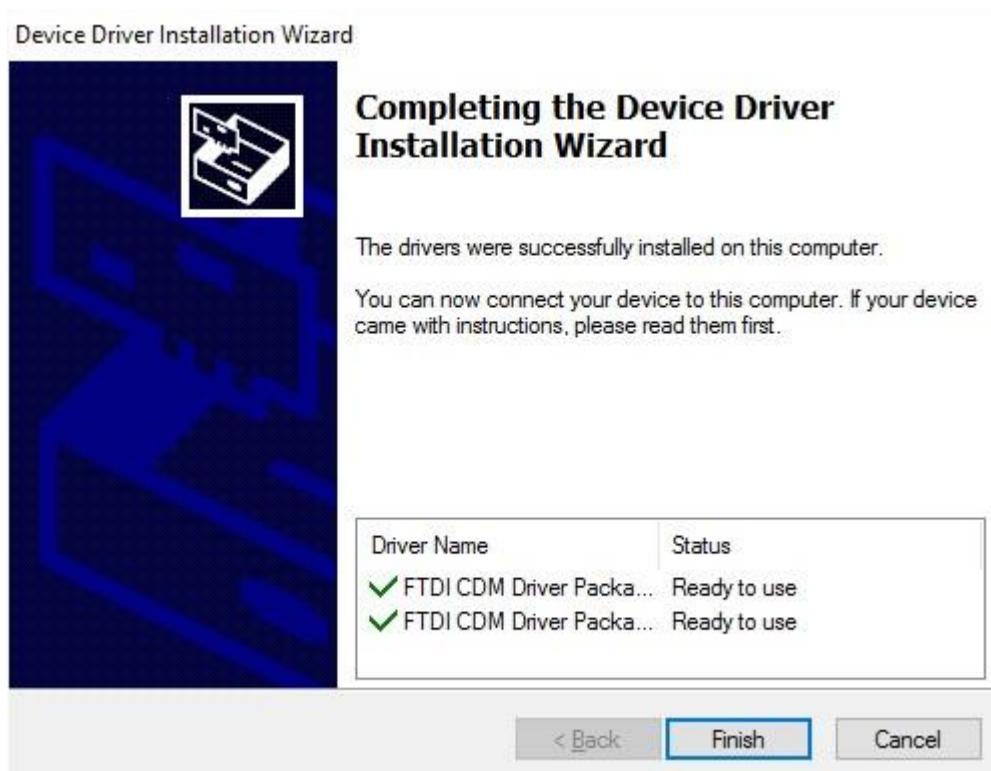 Device Driver Installation Wizard
Completing the Device Driver
Installation Wizard
The drivers were successfully installed on this computer.
You can now connect your device to this computer. If your device
came with instructions, please read them first.
Driver Name Status
FTDI CDM Driver Packa... Ready to use
FTDI CDM Driver Packa... Ready to use
< Back Finish Cancel